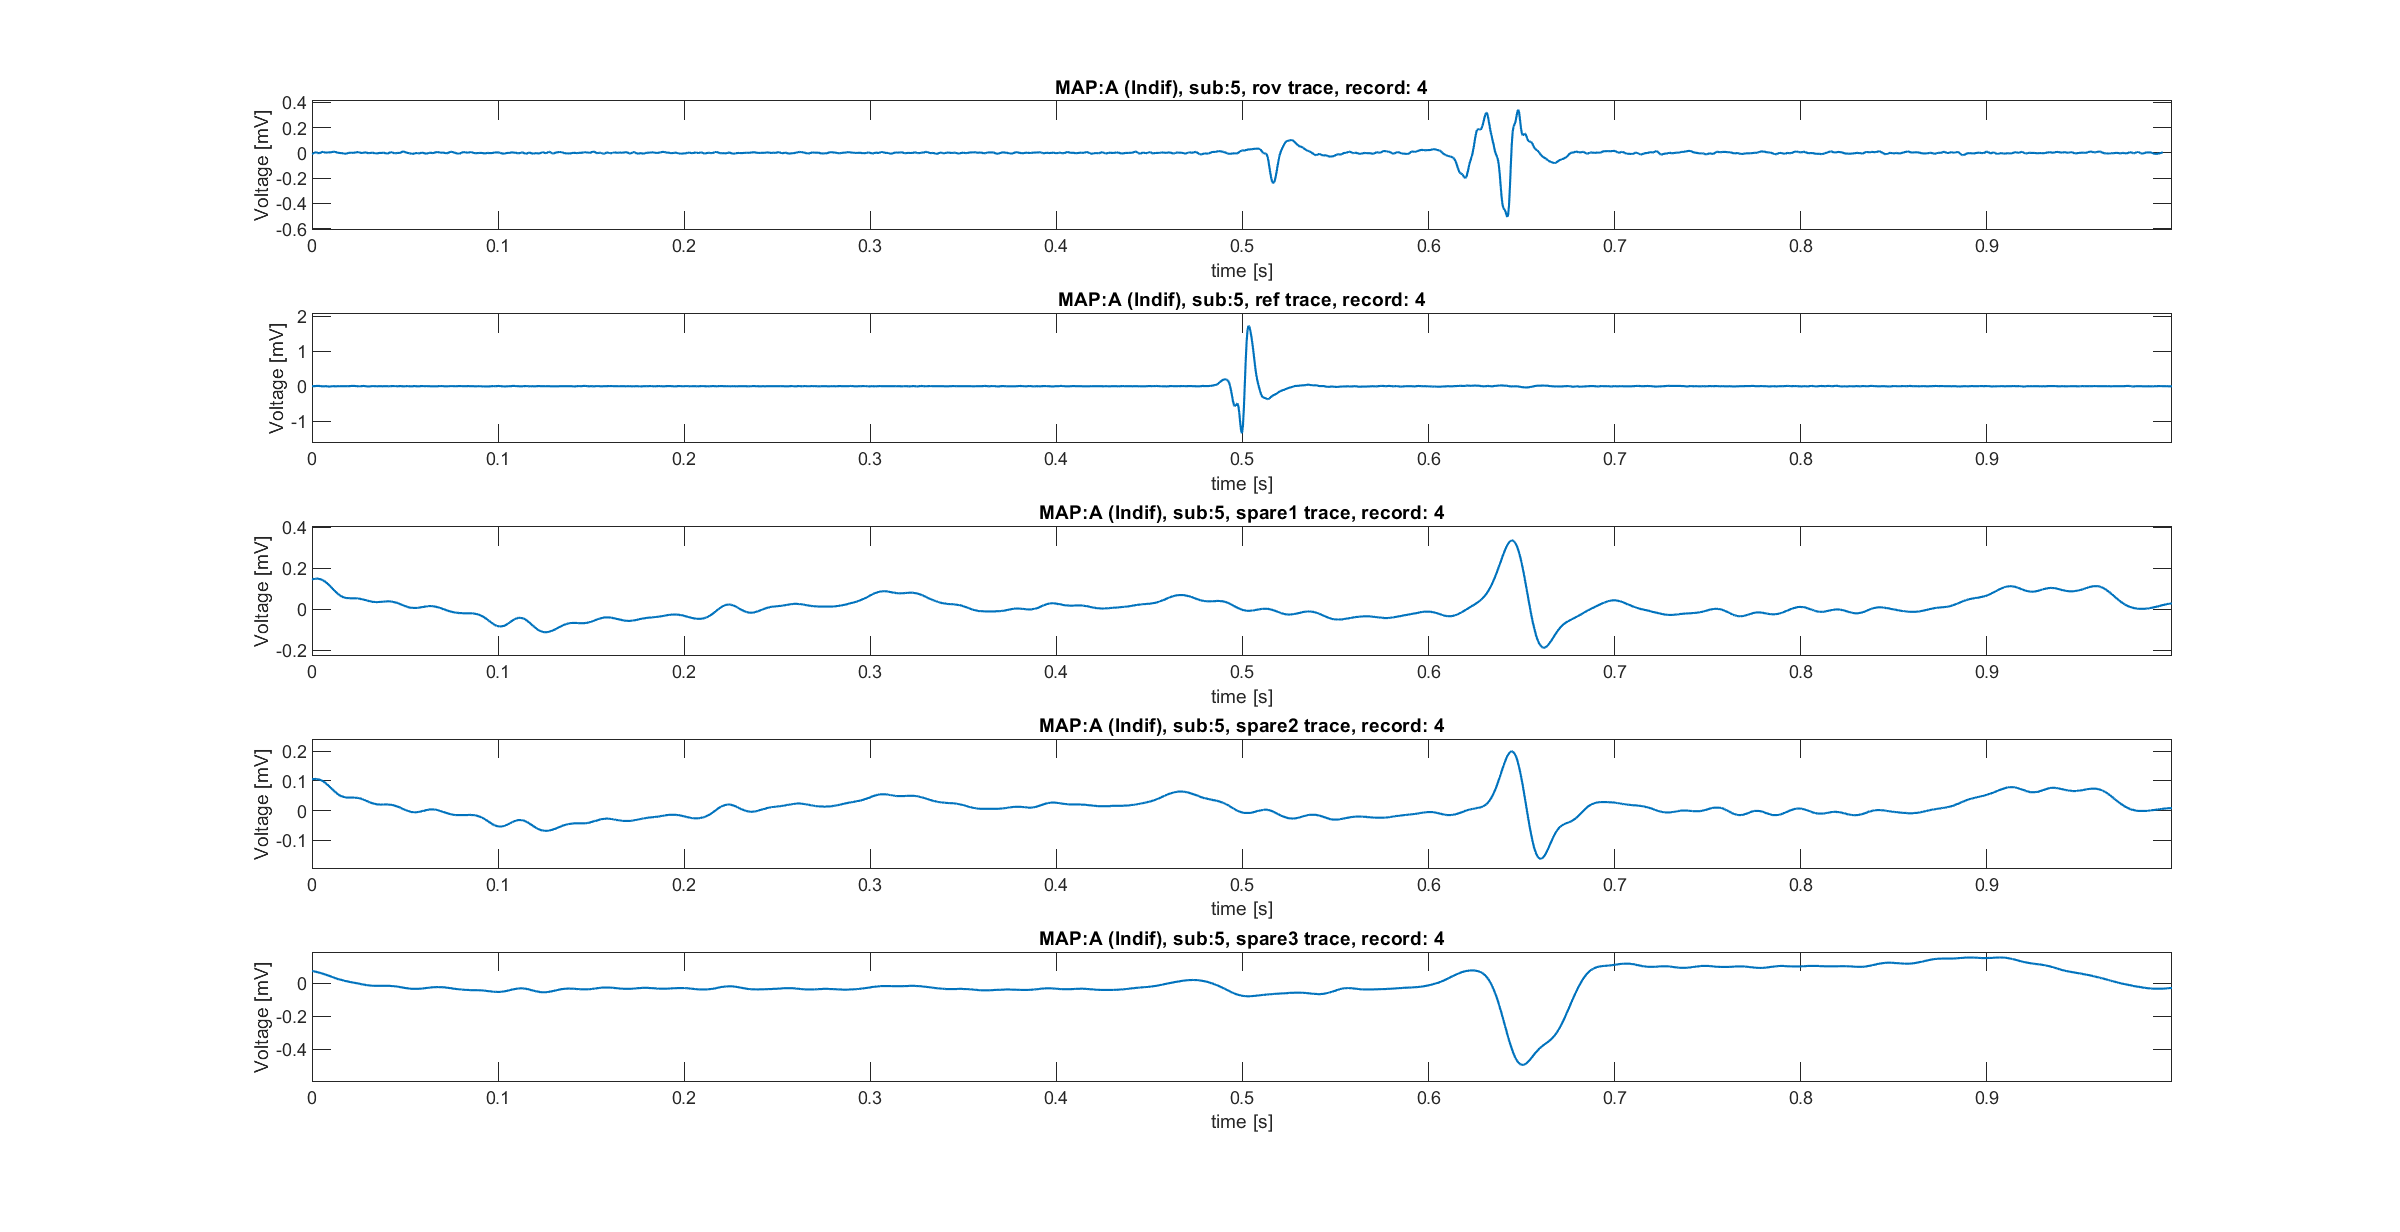 MAP:A (Indif), sub:5, rov trace, record: 4
Voltage [mV]
0.4
0.2
0
-0.2
-0.4
-0.6
0 0.1 0.2 0.3 0.4 0.5 0.6 0.7 0.8 0.9
time [s]
MAP:A (Indif), sub:5, ref trace, record: 4
Voltage [mV]
2
1
0
-1
0 0.1 0.2 0.3 0.4 0.5 0.6 0.7 0.8 0.9
time [s]
MAP:A (Indif), sub:5, spare1 trace, record: 4
Voltage [mV]
0.4
0.2
0
-0.2
0 0.1 0.2 0.3 0.4 0.5 0.6 0.7 0.8 0.9
time [s]
MAP:A (Indif), sub:5, spare2 trace, record: 4
Voltage [mV]
0.2
0.1
0
-0.1
0 0.1 0.2 0.3 0.4 0.5 0.6 0.7 0.8 0.9
time [s]
MAP:A (Indif), sub:5, spare3 trace, record: 4
Voltage [mV]
0
-0.2
-0.4
0 0.1 0.2 0.3 0.4 0.5 0.6 0.7 0.8 0.9
time [s]